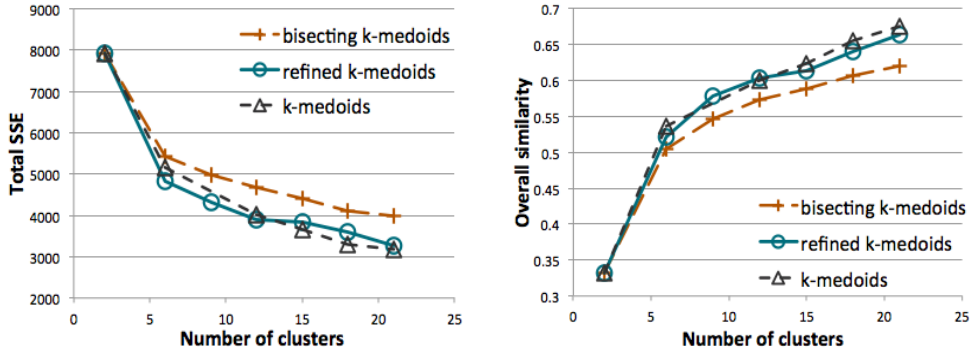 9000
8000
7000
6000
5000
4000
3000
2000
Total SSE
bisecting k-medoids
refined k-medoids
k-medoids
0
5
10
15
20
25
Number of clusters
0.7
0.65
0.6
0.55
0.5
0.45
0.4
0.35
0.3
Overall similarity
bisecting k-medoids
refined k-medoids
k-medoids
0
5
10
15
20
25
Number of clusters